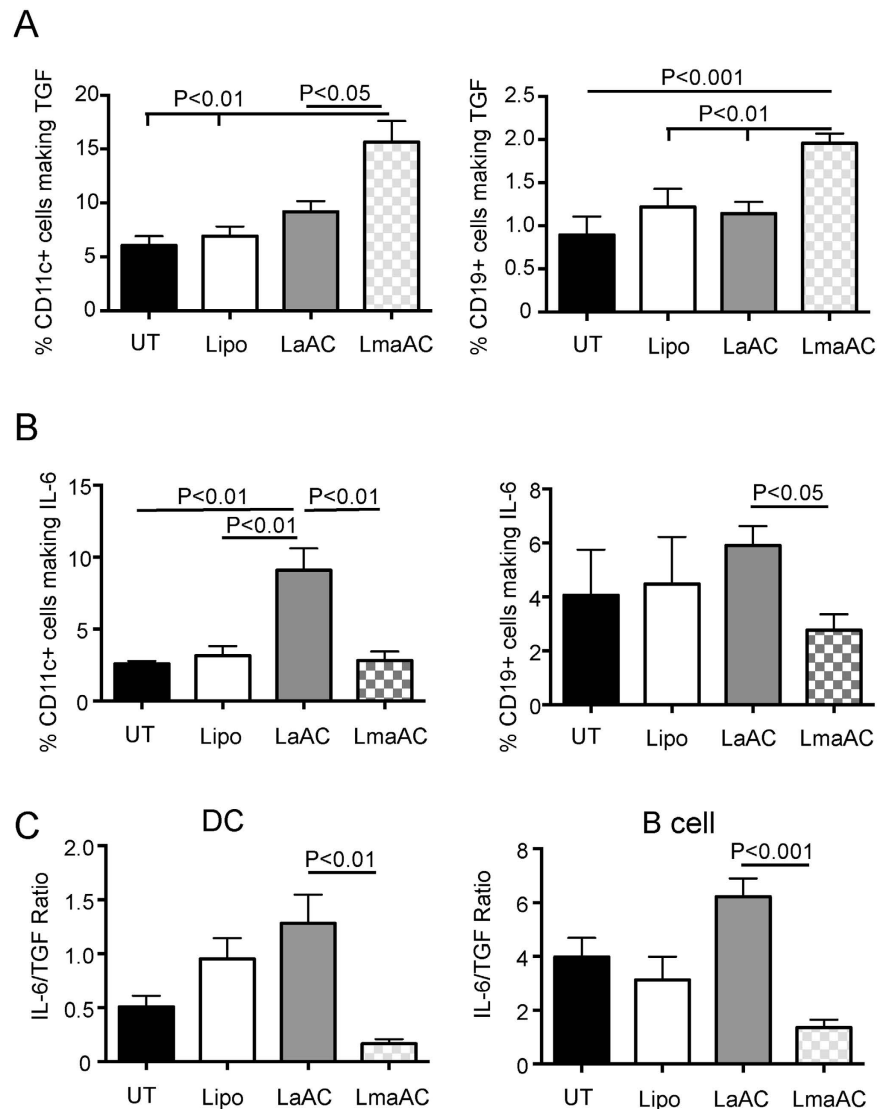 A
% CD11c+ cells making TGF
20
15
10
5
0
P<0.01
P<0.05
UT Lipo LaAC LmaAC
% CD19+ cells making TGF
2.5
2.0
1.5
1.0
0.5
0
P<0.001
P<0.01
UT Lipo LaAC LmaAC
B
% CD11c+ cells making IL-6
15
10
5
0
P<0.01 P<0.01
P<0.01
UT Lipo LaAC LmaAC
% CD19+ cells making IL-6
8
6
4
2
0
P<0.05
UT Lipo LaAC LmaAC
C
DC
IL-6/TGF Ratio
2.0
1.5
1.0
0.5
0
P<0.01
UT Lipo LaAC LmaAC
B cell
IL-6/TGF Ratio
8
6
4
2
0
P<0.001
UT Lipo LaAC LmaAC